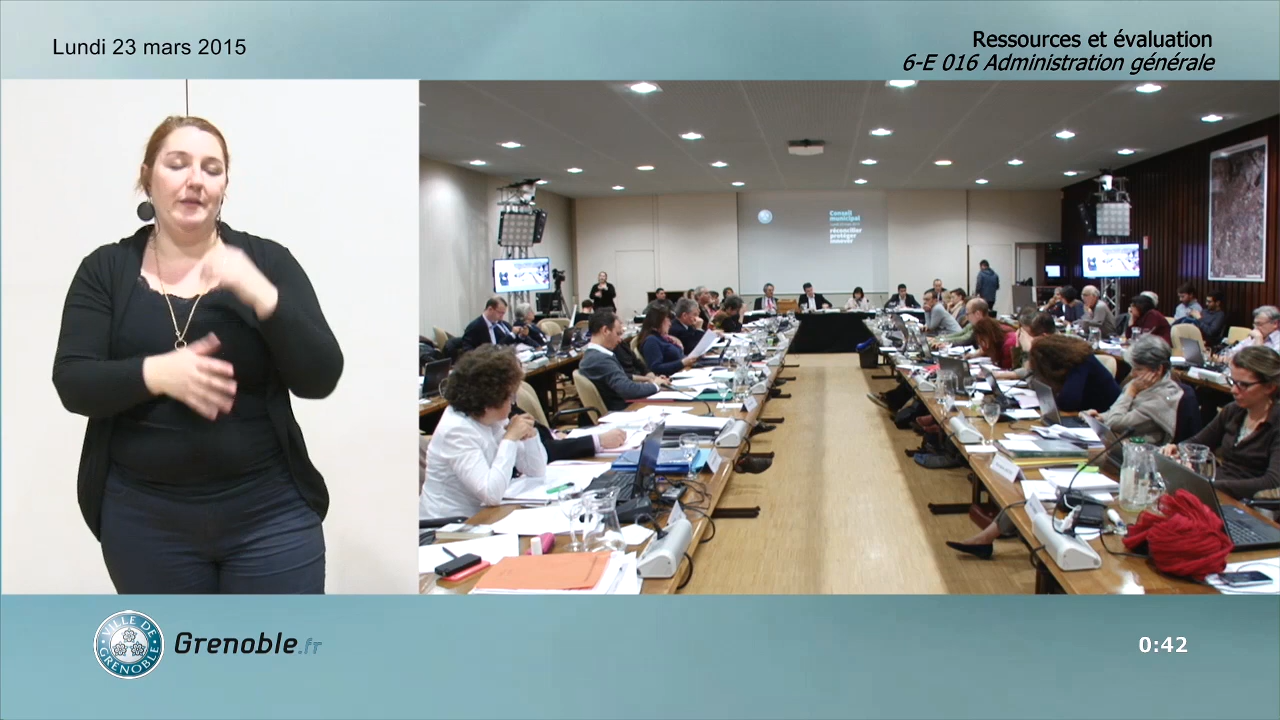 Lundi 23 mars 2015
Ressources et évaluation
6-E 016 Administration générale
Conseil
municipal
réconcilier
protéger
innover
VILLE DE
GRENOBLE
Grenoble.fr
0:42